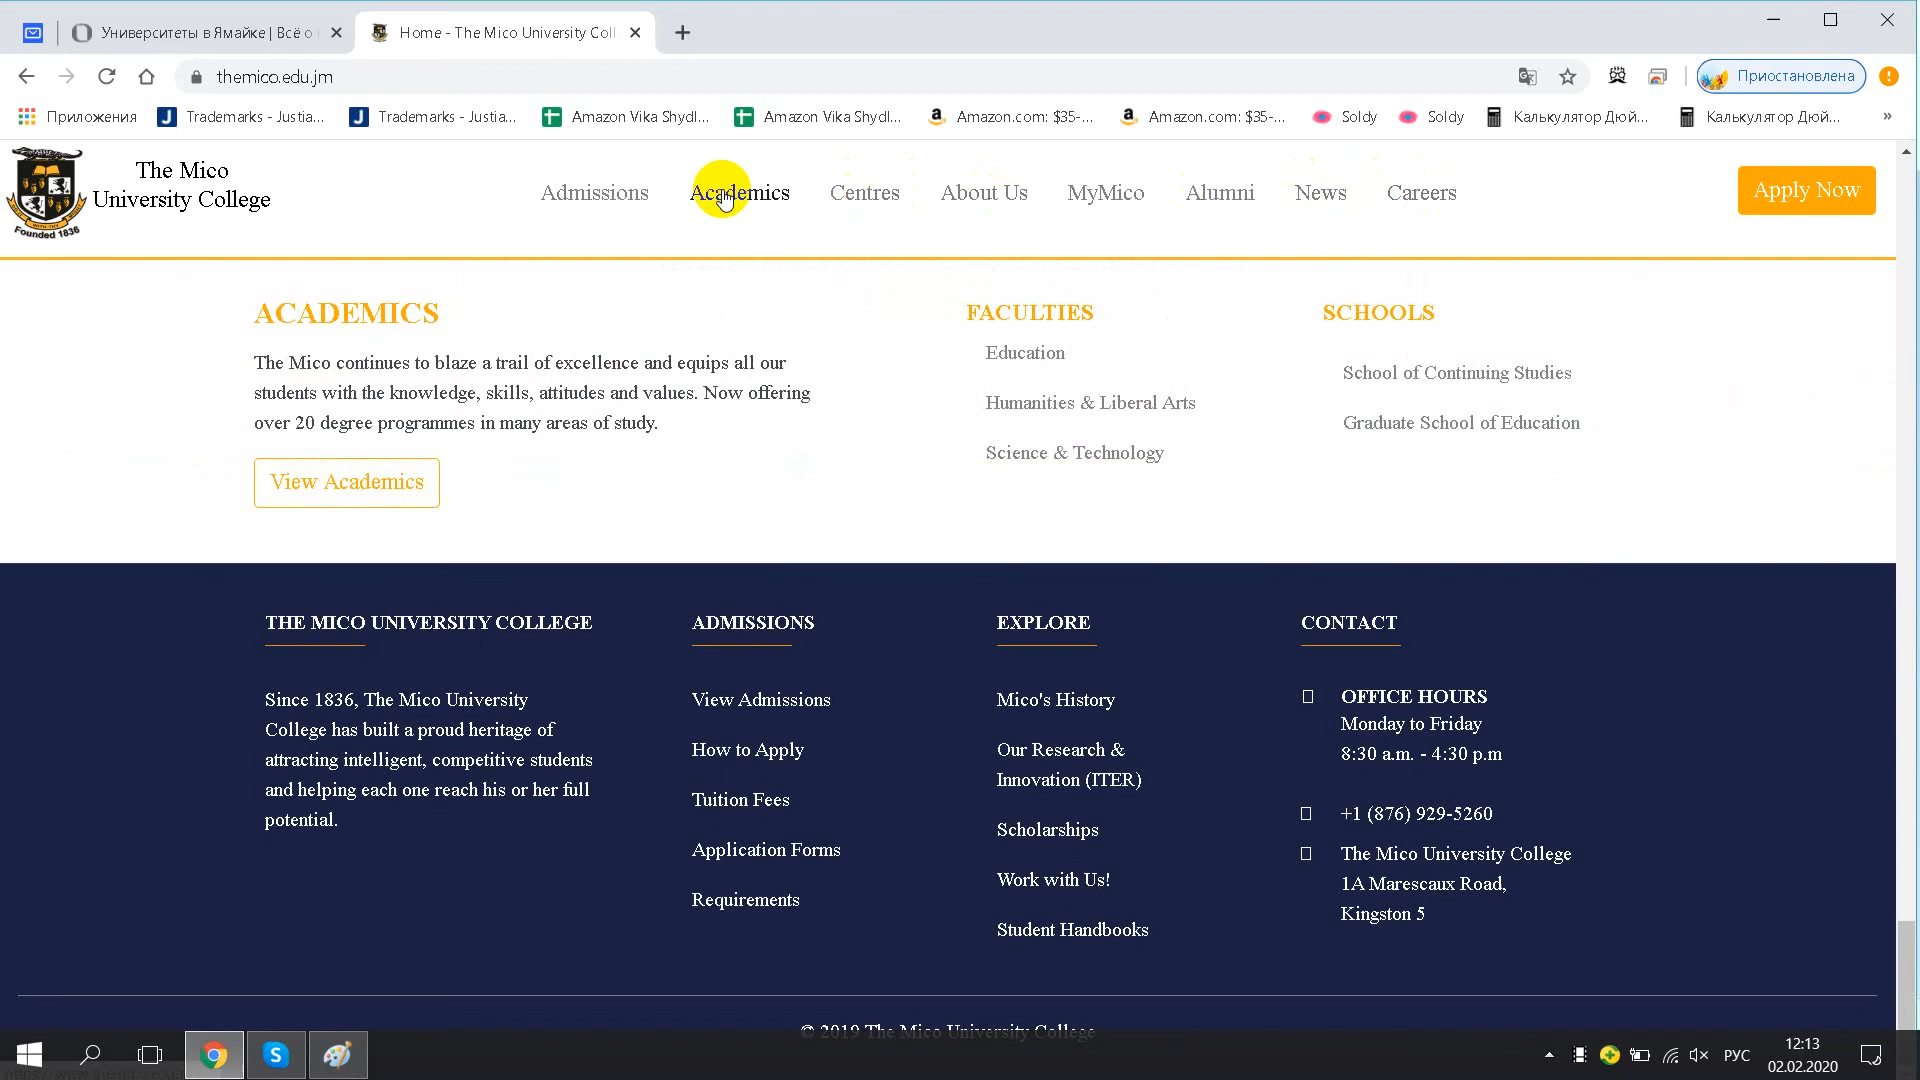 Университеты в Ямайке | Всё о
Home - The Mico University Coll
themico.edu.jm
Приостановлена
Приложения
Trademarks - Justia...
Trademarks - Justia...
Amazon Vika Shydl...
Amazon Vika Shydl...
Amazon.com: $35-...
Amazon.com: $35-...
Soldy
Soldy
Калькулятор Дюй...
Калькулятор Дюй...
»
The Mico
University College
Founded 1836
Admissions
Academics
Centres
About Us
MyMico
Alumni
News
Careers
Apply Now
ACADEMICS
The Mico continues to blaze a trail of excellence and equips all our
students with the knowledge, skills, attitudes and values. Now offering
over 20 degree programmes in many areas of study.
View Academics
FACULTIES
Education
Humanities & Liberal Arts
Science & Technology
SCHOOLS
School of Continuing Studies
Graduate School of Education
THE MICO UNIVERSITY COLLEGE
Since 1836, The Mico University
College has built a proud heritage of
attracting intelligent, competitive students
and helping each one reach his or her full
potential.
ADMISSIONS
View Admissions
How to Apply
Tuition Fees
Application Forms
Requirements
EXPLORE
Mico's History
Our Research &
Innovation (ITER)
Scholarships
Work with Us!
Student Handbooks
CONTACT
OFFICE HOURS
Monday to Friday
8:30 a.m. - 4:30 p.m
+1 (876) 929-5260
The Mico University College
1A Marescaux Road,
Kingston 5
© 2019 The Mico University College
РУС
12:13
02.02.2020